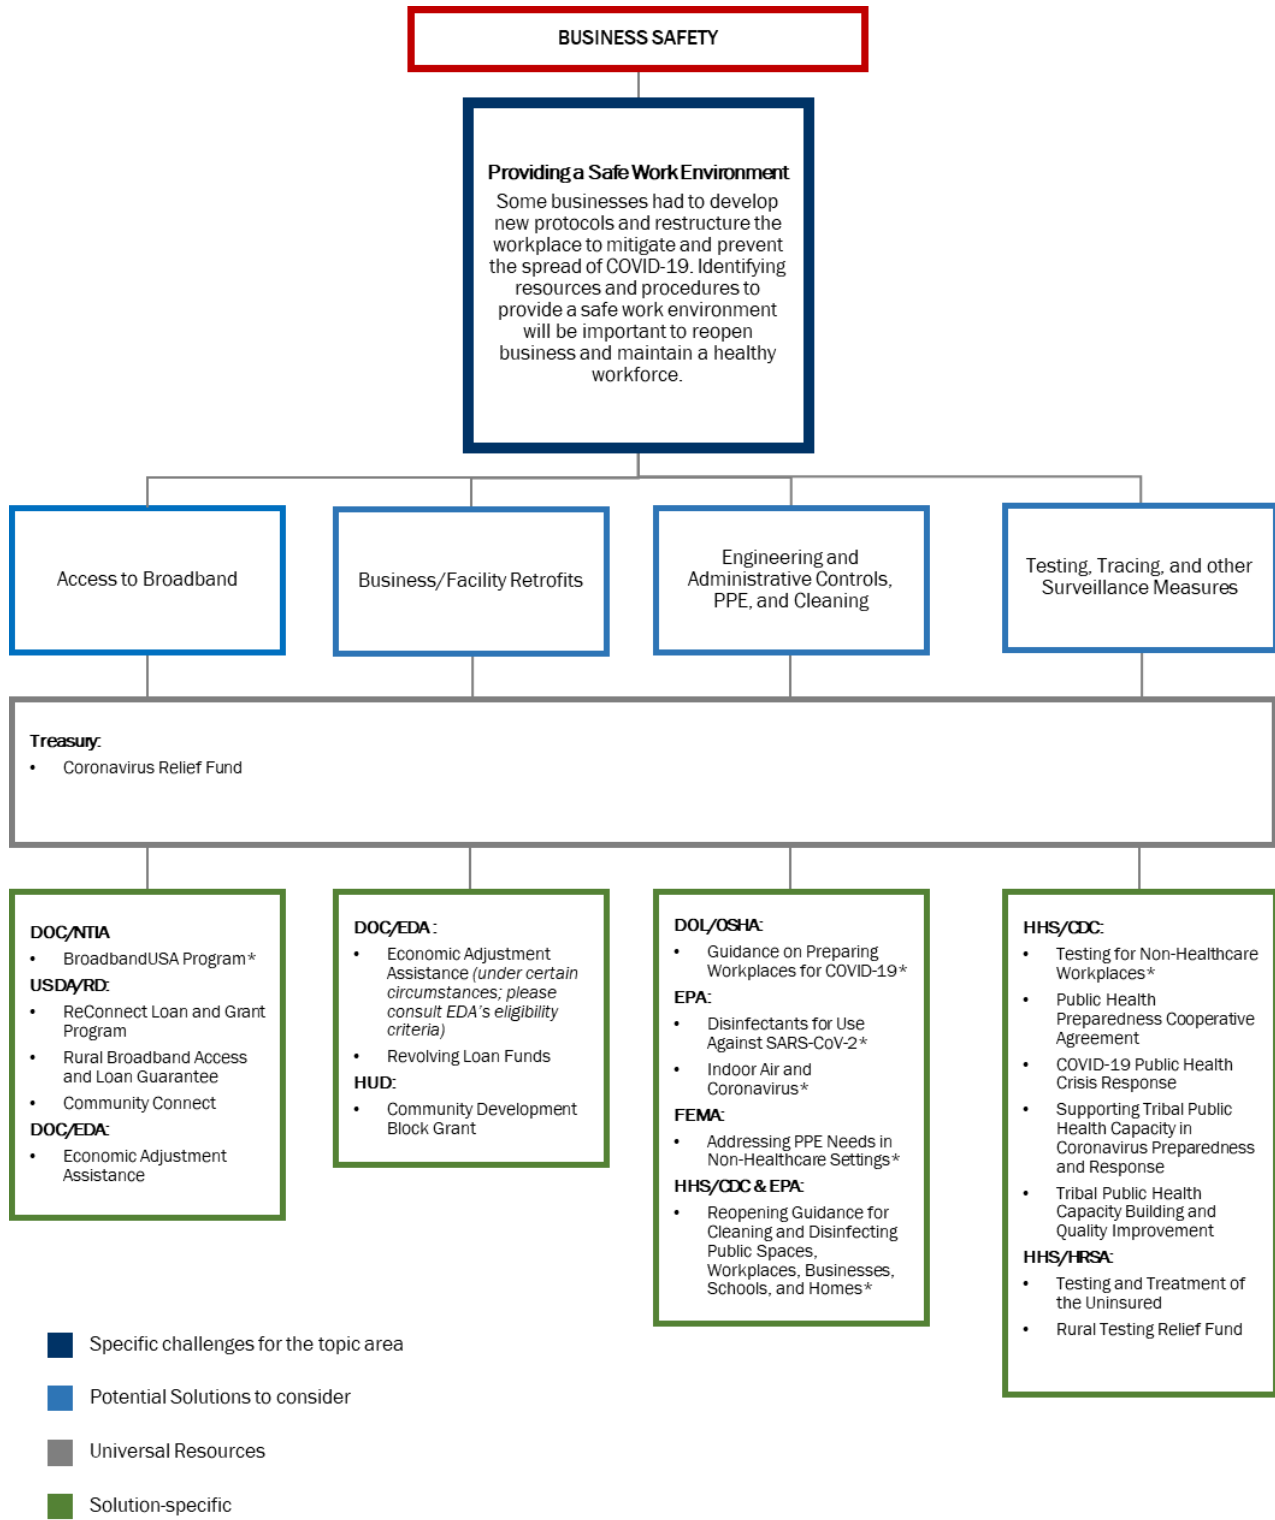 BUSINESS SAFETY
Providing a Safe Work Environment
Some businesses had to develop
new protocols and restructure the
workplace to mitigate and prevent
the spread of COVID-19. Identifying
resources and procedures to
provide a safe work environment
will be important to reopen
business and maintain a healthy
workforce.
Access to Broadband
Business/Facility Retrofits
Engineering and
Administrative Controls,
PPE, and Cleaning
Testing, Tracing, and other
Surveillance Measures
Treasury:
• Coronavirus Relief Fund
DOC/NTIA
• BroadbandUSA Program*
USDA/RD:
• ReConnect Loan and Grant
Program
• Rural Broadband Access
and Loan Guarantee
• Community Connect
DOC/EDA:
• Economic Adjustment
Assistance
DOC/EDA :
• Economic Adjustment
Assistance (under certain
circumstances; please
consult EDA's eligibility
criteria)
• Revolving Loan Funds
HUD:
• Community Development
Block Grant
DOL/OSHA:
• Guidance on Preparing
Workplaces for COVID-19*
EPA:
• Disinfectants for Use
Against SARS-CoV-2*
• Indoor Air and
Coronavirus*
FEMA:
• Addressing PPE Needs in
Non-Healthcare Settings*
HHS/CDC & EPA:
• Reopening Guidance for
Cleaning and Disinfecting
Public Spaces,
Workplaces, Businesses,
Schools, and Homes*
HHS/CDC:
• Testing for Non-Healthcare
Workplaces*
• Public Health
Preparedness Cooperative
Agreement
• COVID-19 Public Health
Crisis Response
• Supporting Tribal Public
Health Capacity in
Coronavirus Preparedness
and Response
• Tribal Public Health
Capacity Building and
Quality Improvement
HHS/HRSA:
• Testing and Treatment of
the Uninsured
• Rural Testing Relief Fund
Specific challenges for the topic area
Potential Solutions to consider
Universal Resources
Solution-specific